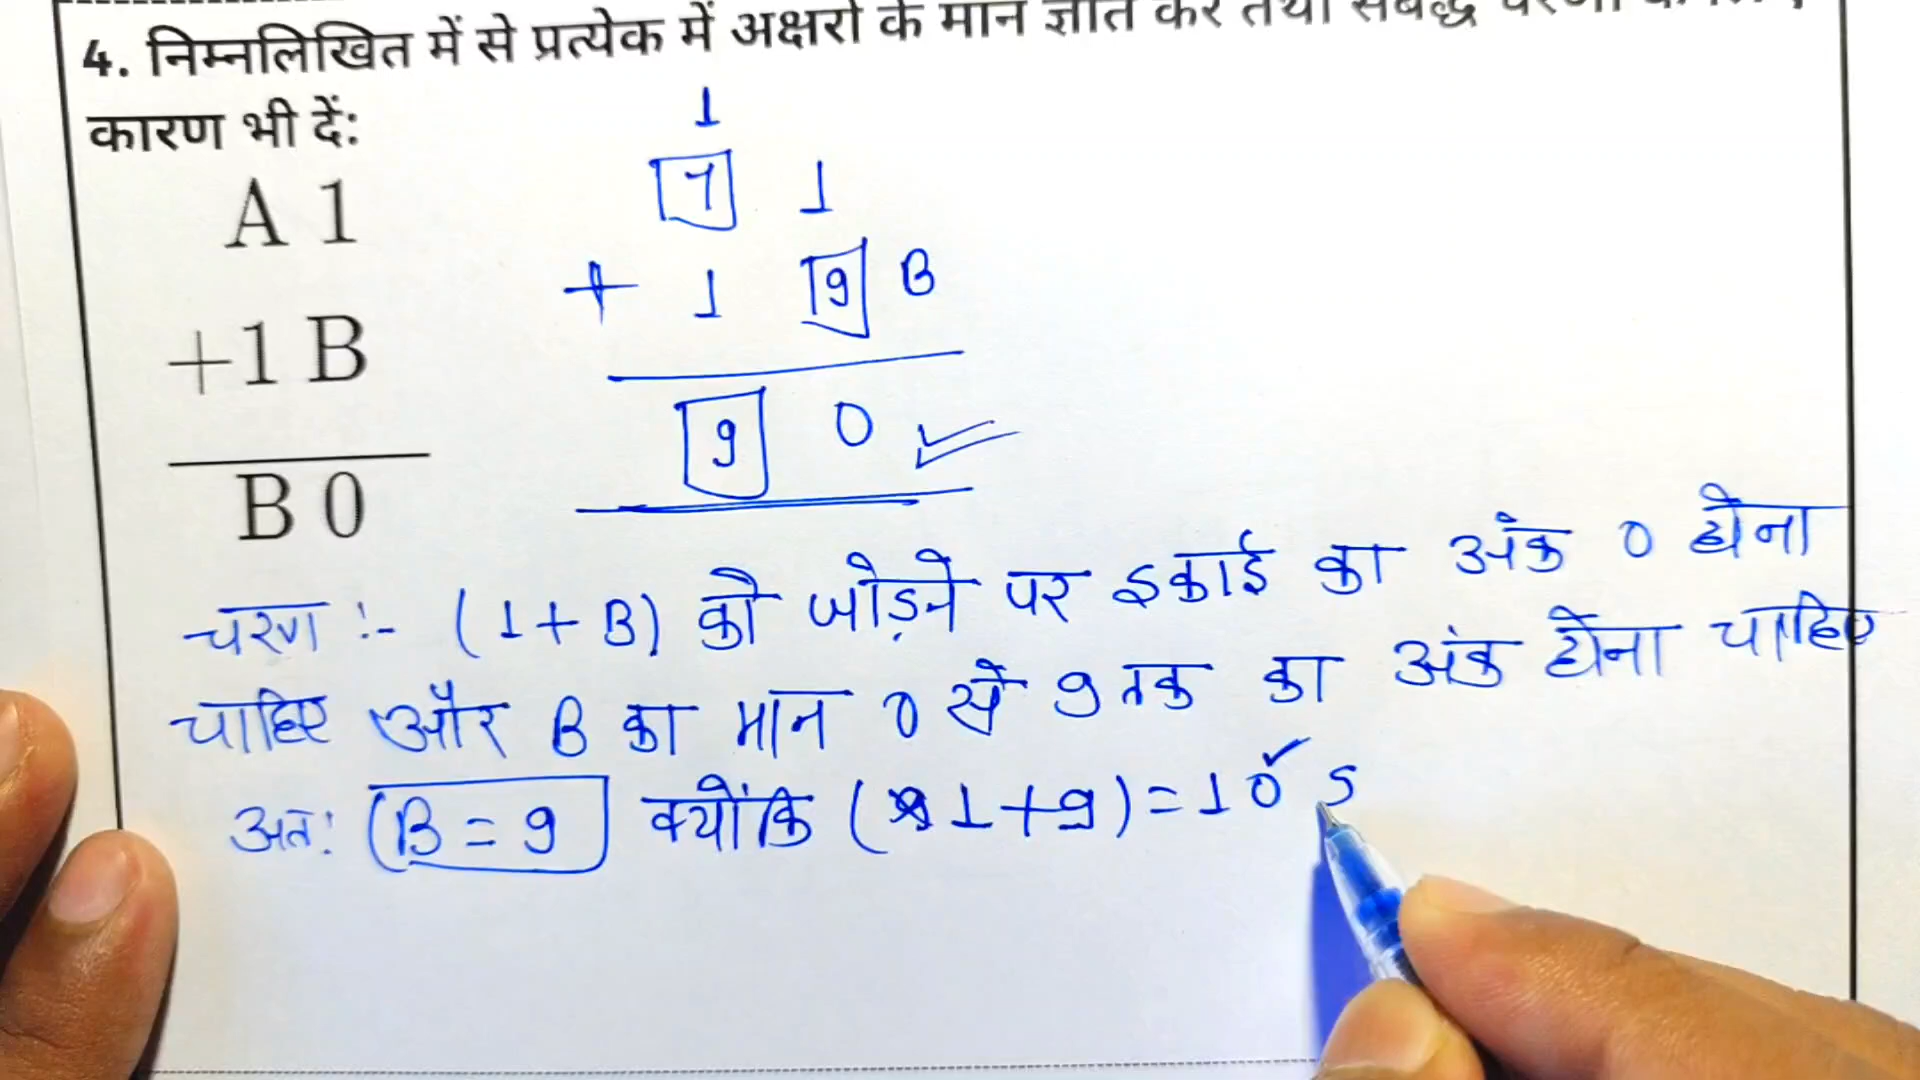 4. निम्नलिखित में से प्रत्येक में अक्षरों के मान ज्ञात करें तथा संबद्ध
कारण भी दें:
A 1
+1 B
B 0
1
7 1
+ 1 9 B
9 0
चरण :- (1+B) को जोड़ने पर इकाई का अंक 0 होना
चाहिए और B का मान 0 से 9 तक का अंक होना चाहिए
अतः B = 9 क्योंकि (1+9) = 10